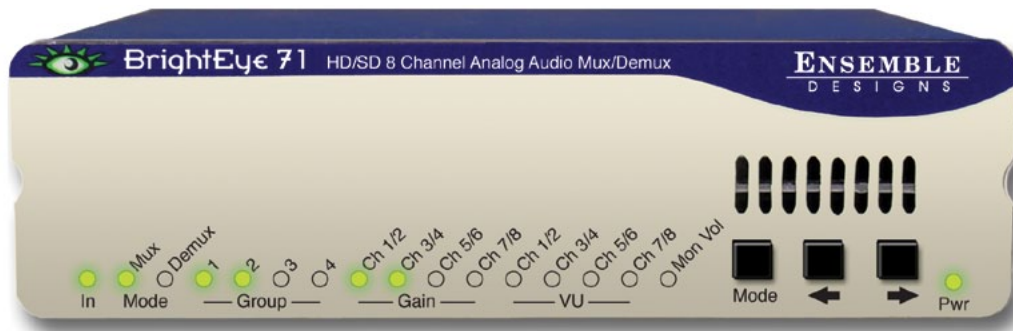 BrightEye 71 HD/SD 8 Channel Analog Audio Mux/Demux
ENSEMBLE
DESIGNS
Mux Demux 1 2 3 4 Ch 1/2 Ch 3/4 Ch 5/6 Ch 7/8 Ch 1/2 Ch 3/4 Ch 5/6 Ch 7/8 Mon Vol
In Mode Group Gain VU Mode Pwr